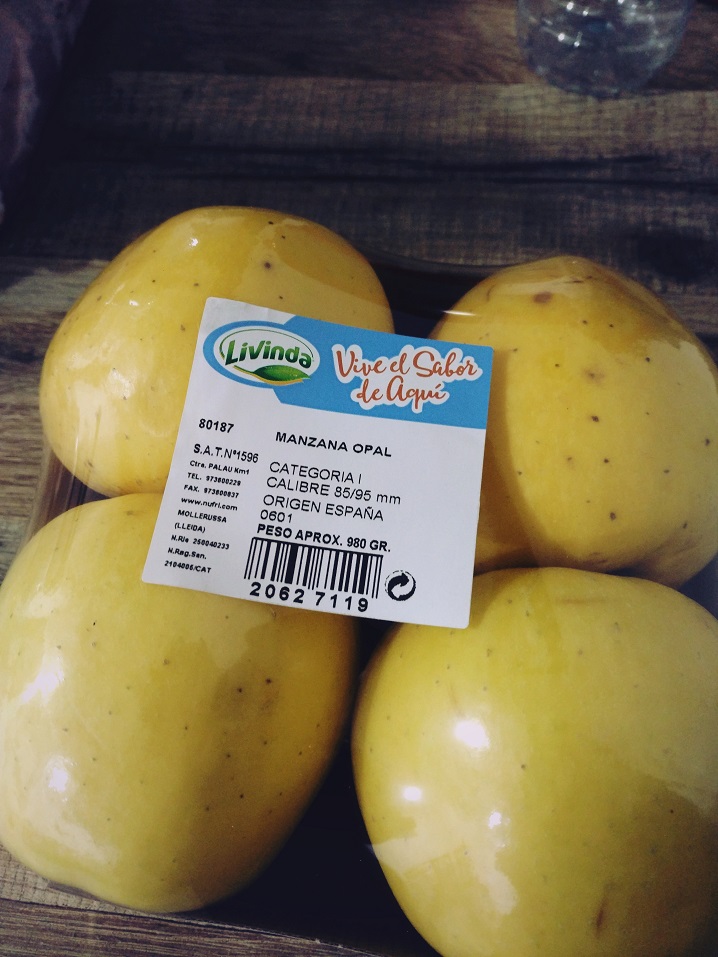 Livinda
Vive el Sabor
de Aquí
80187
MANZANA OPAL
S.A.T.Nº1596
Ctra. PALAU Km1
TEL. 973600229
FAX. 973600837
www.nufri.com
MOLLERUSSA
(LLEIDA)
N.Ria 250040233
N.Rag.San.
2104006/CAT
CATEGORIA I
CALIBRE 85/95 mm
ORIGEN ESPAÑA
0601
PESO APROX. 980 GR.
2062 7119